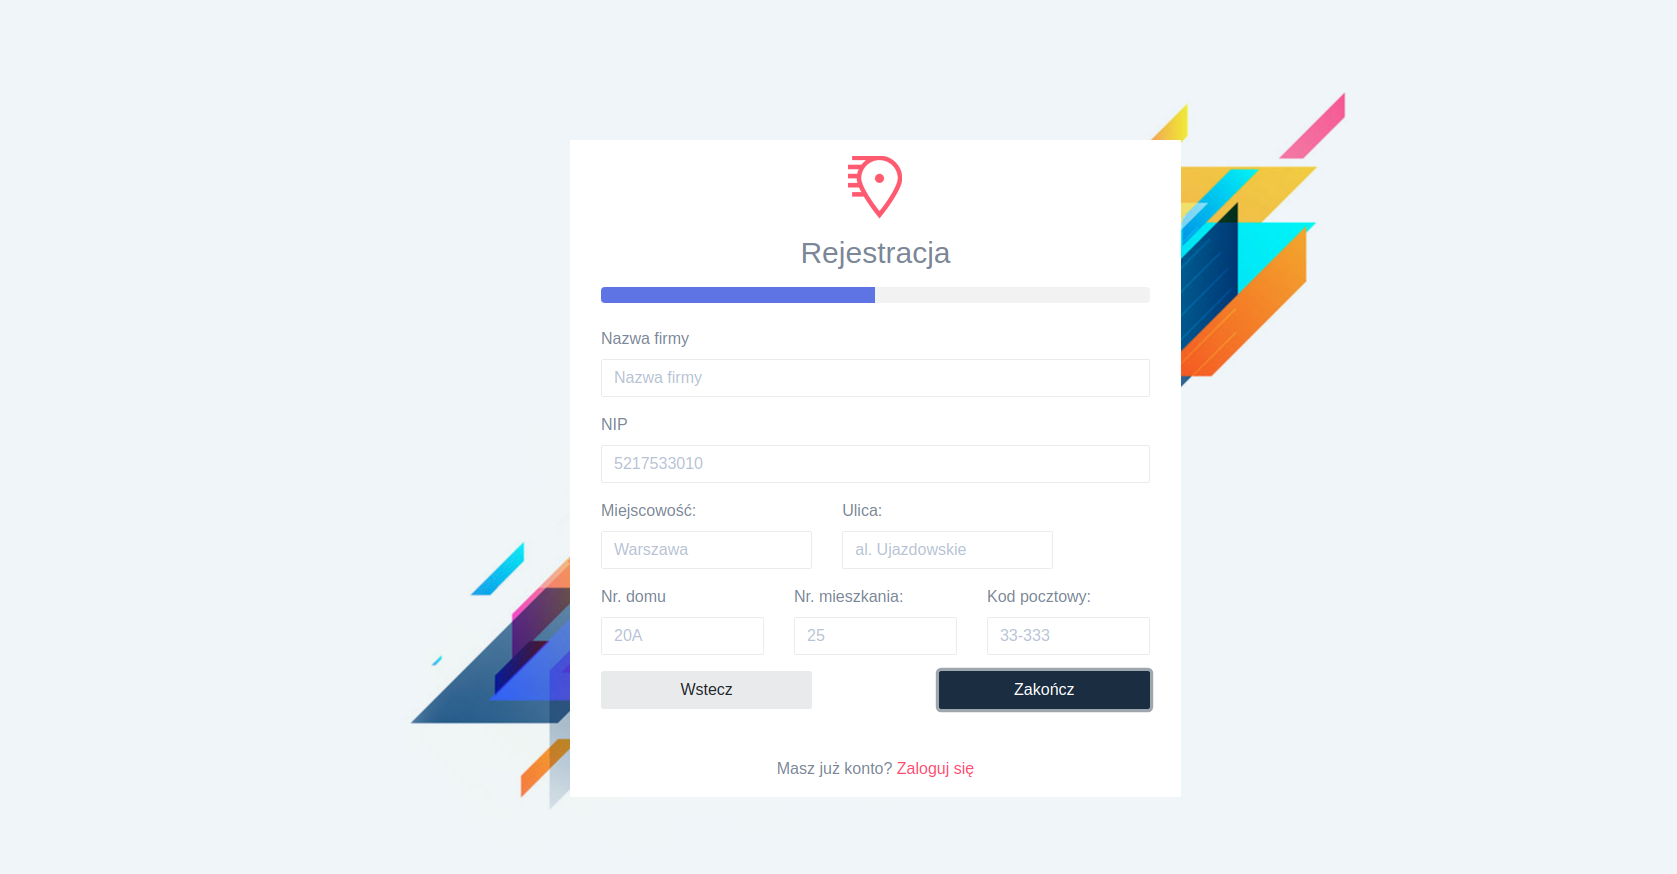 Rejestracja
Nazwa firmy
Nazwa firmy
NIP
5217533010
Miejscowość: Ulica:
Warszawa al. Ujazdowskie
Nr. domu Nr. mieszkania: Kod pocztowy:
20A 25 33-333
Wstecz Zakończ
Masz już konto? Zaloguj się